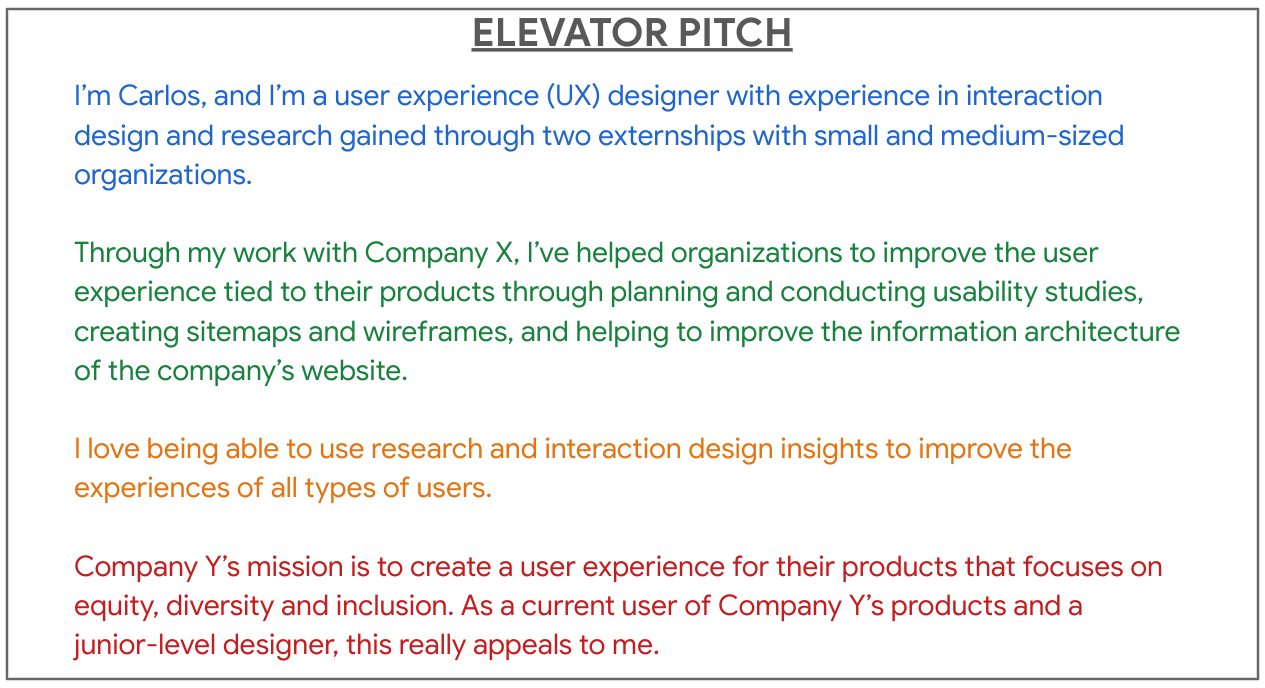 ELEVATOR PITCH
I’m Carlos, and I’m a user experience (UX) designer with experience in interaction
design and research gained through two externships with small and medium-sized
organizations.
Through my work with Company X, I’ve helped organizations to improve the user
experience tied to their products through planning and conducting usability studies,
creating sitemaps and wireframes, and helping to improve the information architecture
of the company’s website.
I love being able to use research and interaction design insights to improve the
experiences of all types of users.
Company Y’s mission is to create a user experience for their products that focuses on
equity, diversity and inclusion. As a current user of Company Y’s products and a
junior-level designer, this really appeals to me.